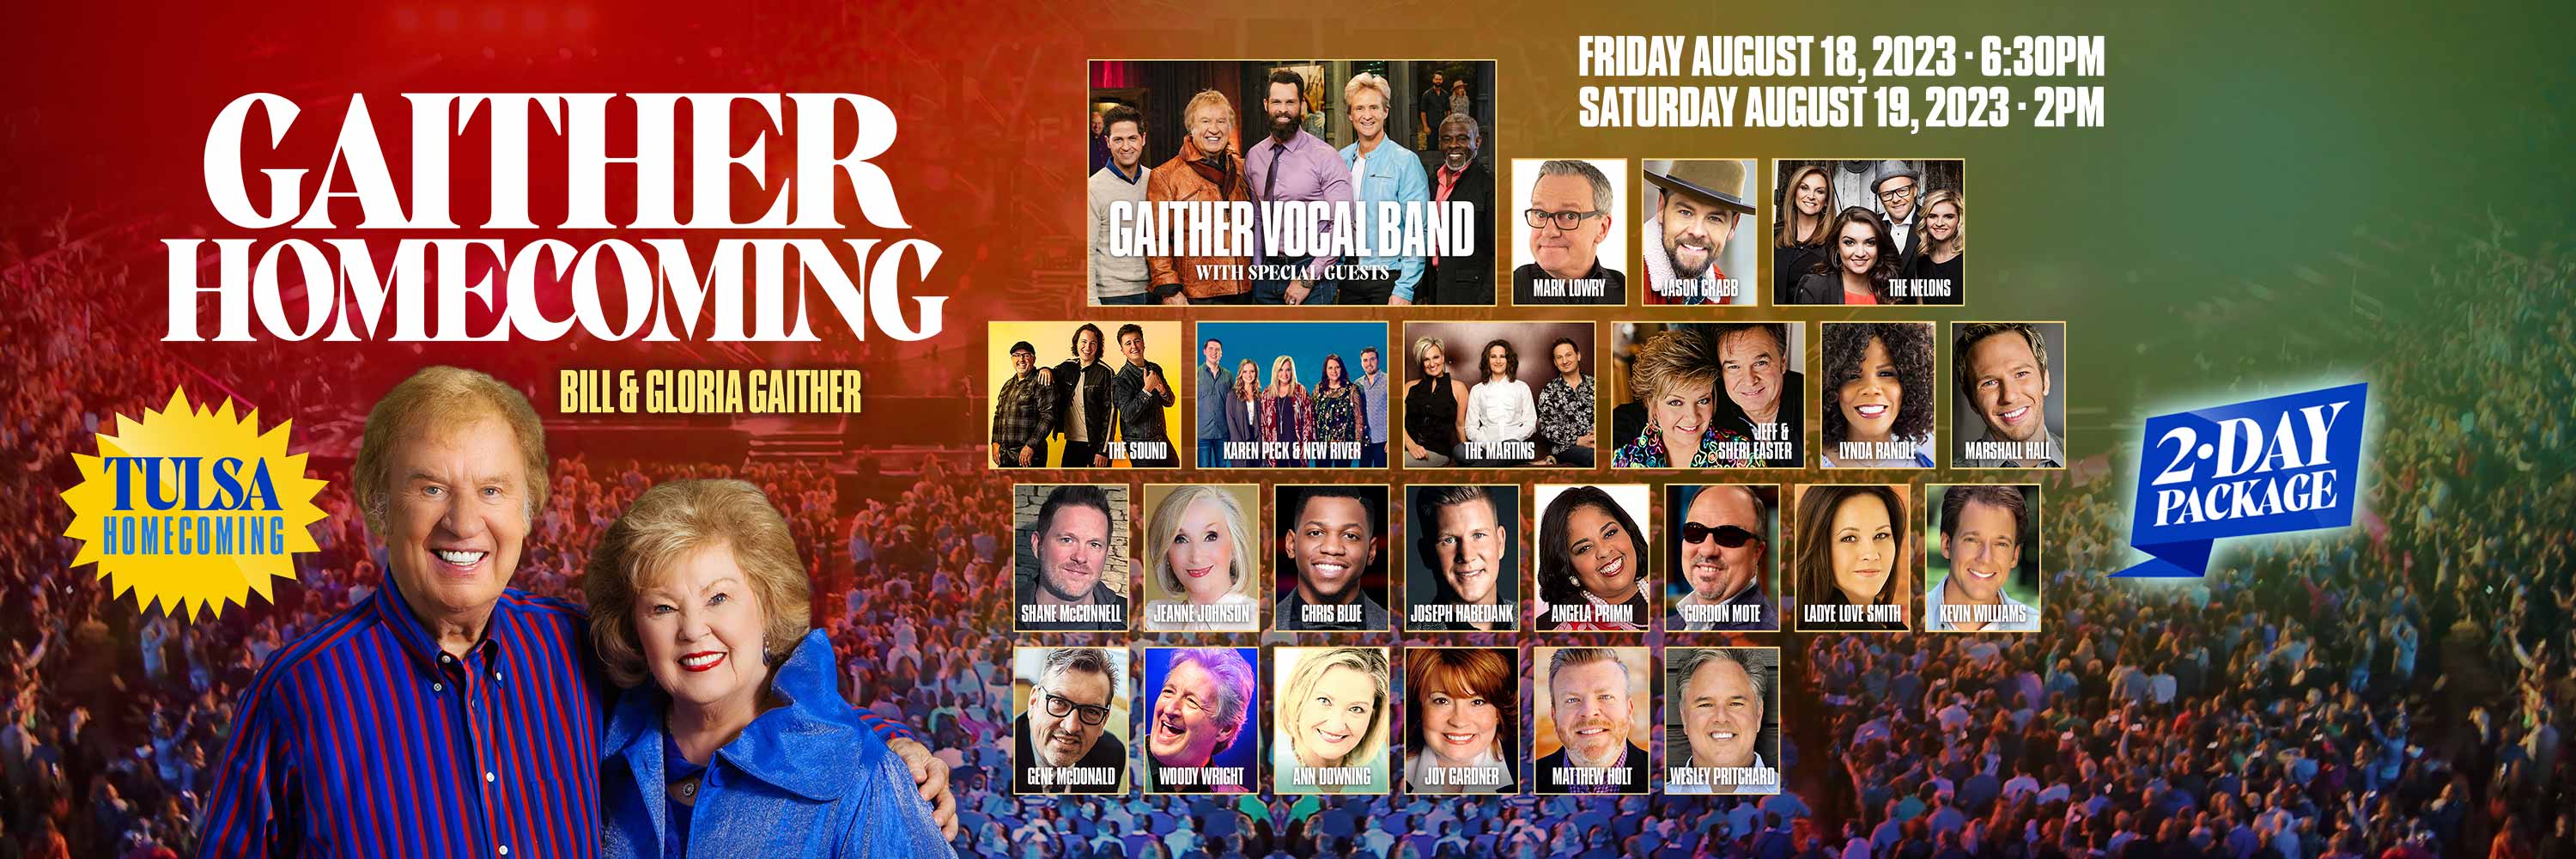 GAITHER
HOMECOMING
BILL & GLORIA GAITHER
TULSA
HOMECOMING
FRIDAY AUGUST 18, 2023 · 6:30PM
SATURDAY AUGUST 19, 2023 · 2PM
GAITHER VOCAL BAND
WITH SPECIAL GUESTS
MARK LOWRY
JASON CRABB
THE NELONS
THE SOUND
KAREN PECK & NEW RIVER
THE MARTINS
JEFF &
SHERI EASTER
LYNDA RANDLE
MARSHALL HALL
2·DAY
PACKAGE
SHANE McCONNELL
JEANNE JOHNSON
CHRIS BLUE
JOSEPH HABEDANK
ANGELA PRIMM
GORDON MOTE
LADYE LOVE SMITH
KEVIN WILLIAMS
GENE McDONALD
WOODY WRIGHT
ANN DOWNING
JOY GARDNER
MATTHEW HOLT
WESLEY PRITCHARD